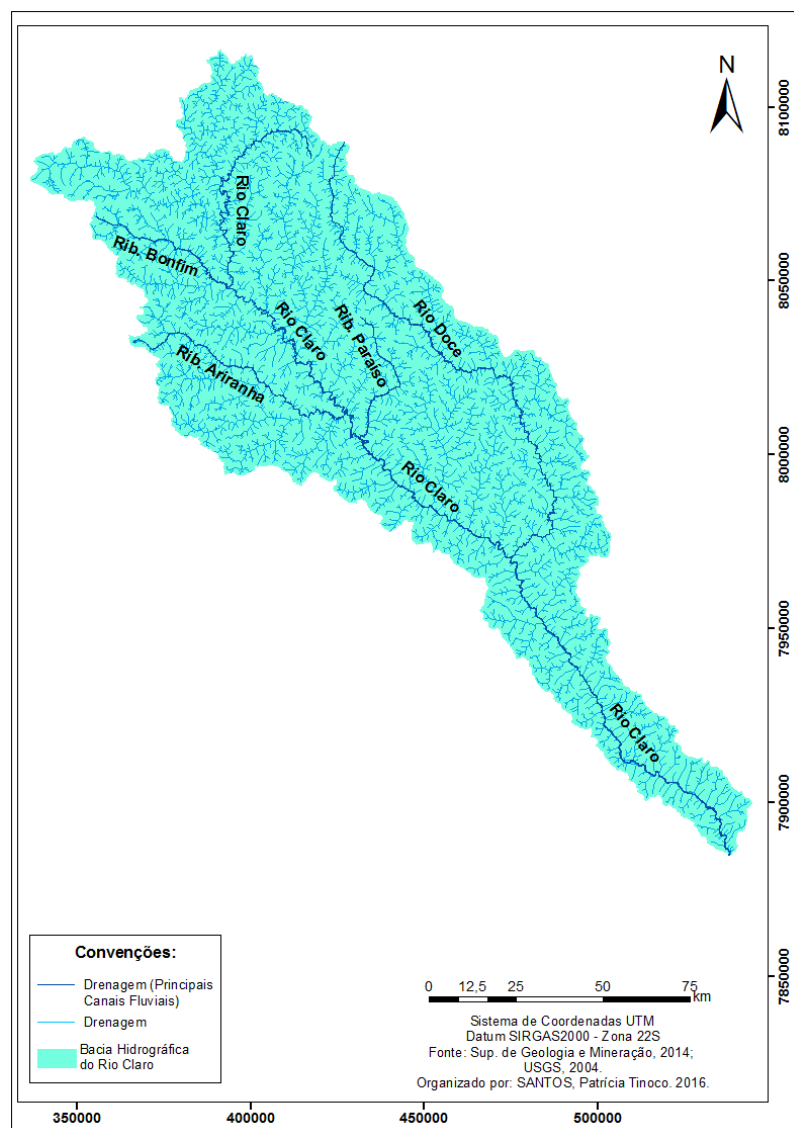 N
8100000
Rio Claro
Rib. Bonfim
8050000
Rio Claro
Rib. Paraiso
Rio Doce
Rib. Ariranha
8000000
Rio Claro
7950000
Rio Claro
7900000
Convenções:
Drenagem (Principais
Canais Fluviais)
Drenagem
Bacia Hidrográfica
do Rio Claro
7850000
0 12,5 25 50 75
km
Sistema de Coordenadas UTM
Datum SIRGAS2000 - Zona 22S
Fonte: Sup. de Geologia e Mineração, 2014;
USGS, 2004.
Organizado por: SANTOS, Patrícia Tinoco. 2016.
350000 400000 450000 500000